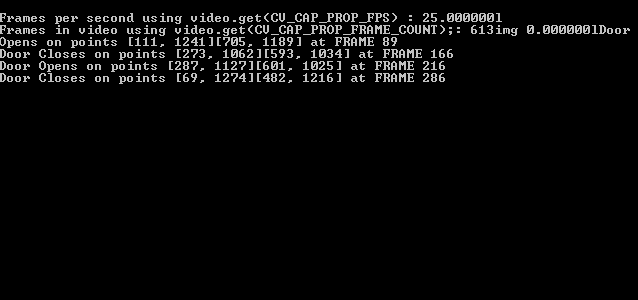 Frames per second using video.get(CV_CAP_PROP_FPS) : 25.000000l
Frames in video using video.get(CV_CAP_PROP_FRAME_COUNT);: 613img 0.000000lDoor
Opens on points [111, 1241][705, 1189] at FRAME 89
Door Closes on points [273, 1062][593, 1034] at FRAME 166
Door Opens on points [287, 1127][601, 1025] at FRAME 216
Door Closes on points [69, 1274][482, 1216] at FRAME 286